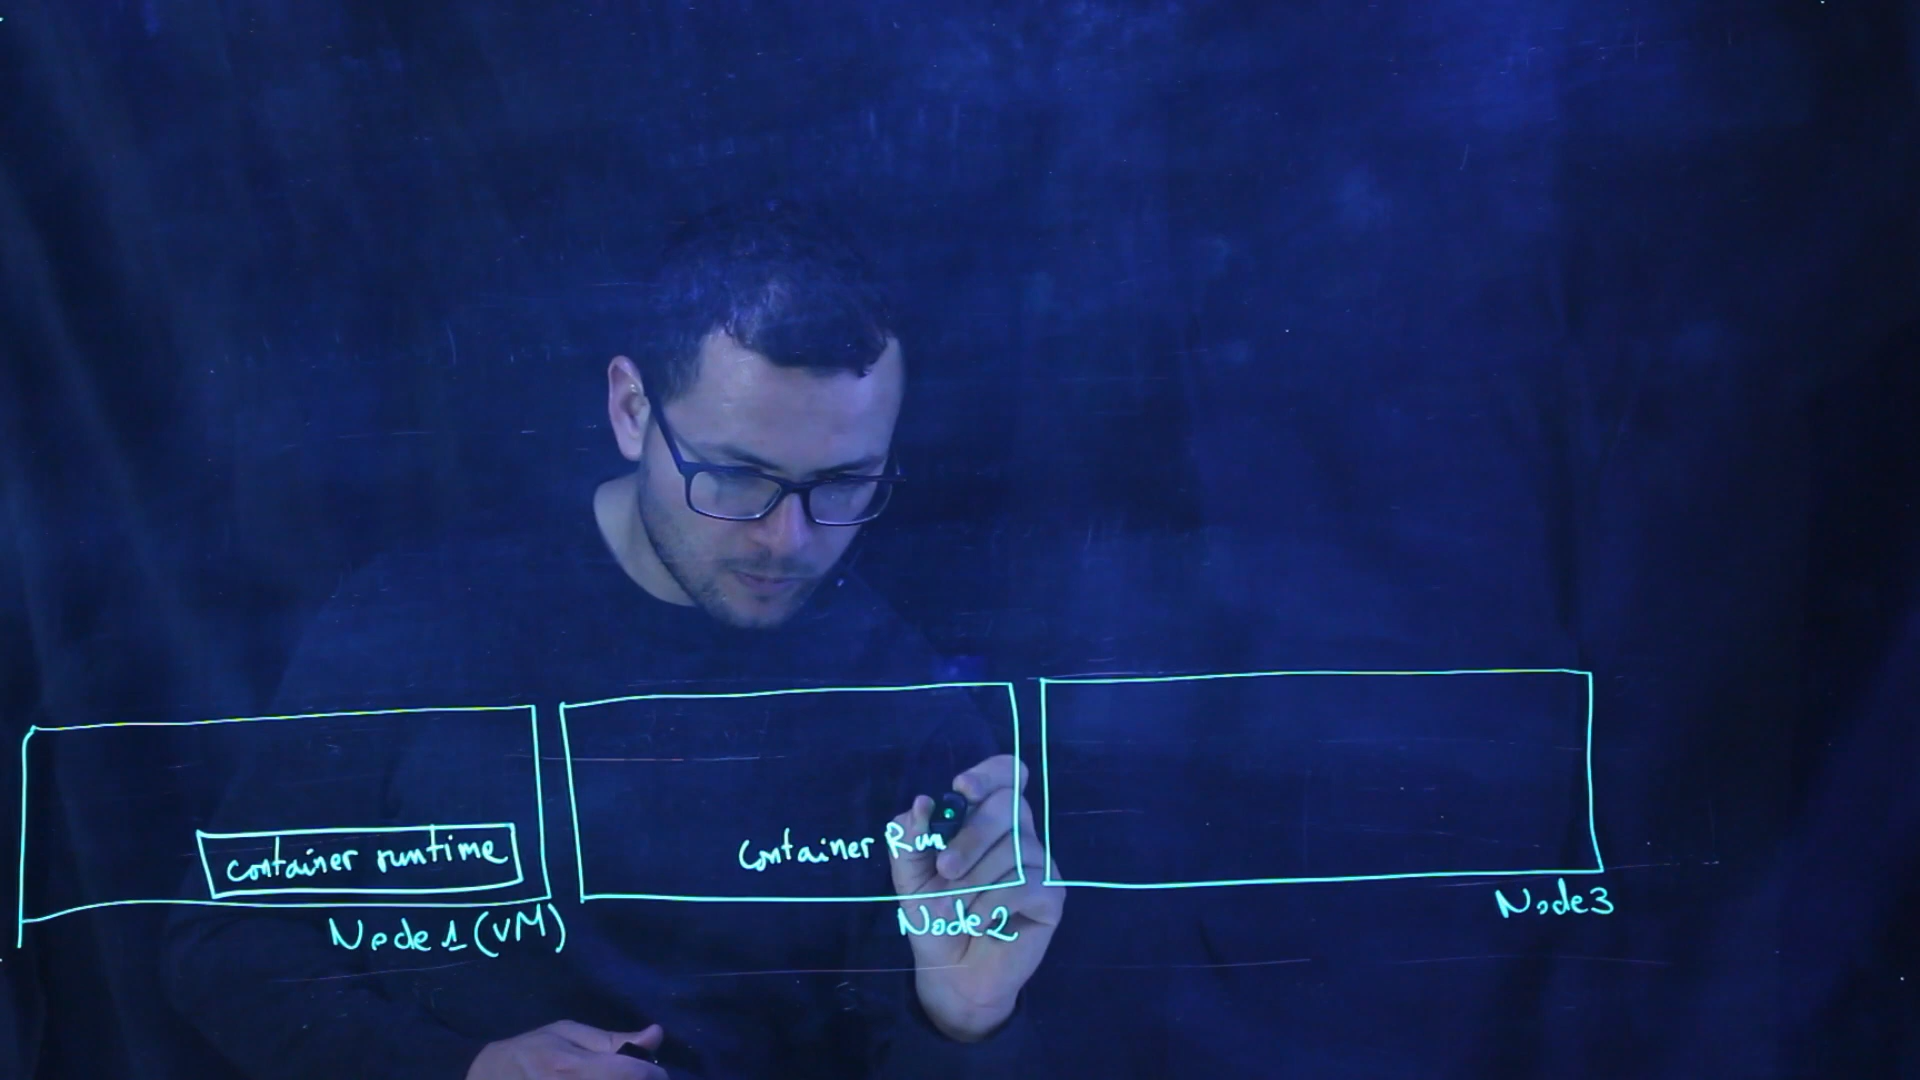 container runtime
Container Run
Node 1 (VM)
Node2
Node3